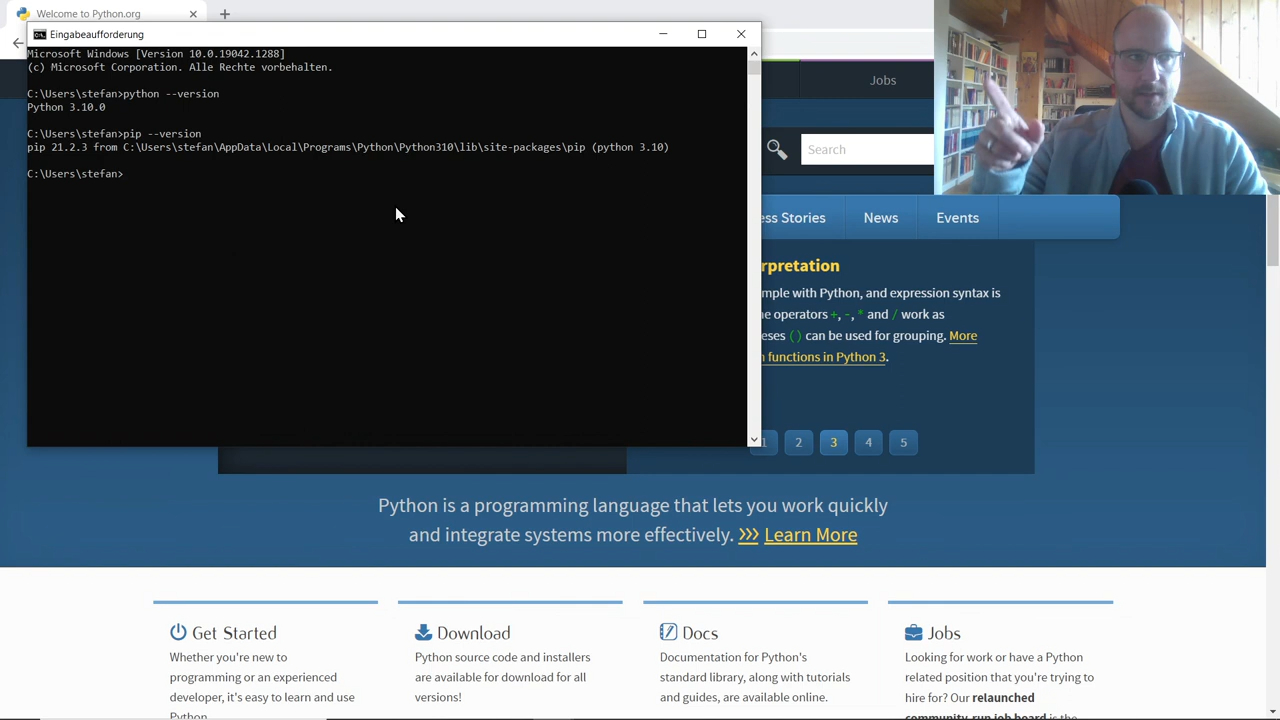 Welcome to Python.org
Eingabeaufforderung
Microsoft Windows [Version 10.0.19042.1288]
(c) Microsoft Corporation. Alle Rechte vorbehalten.
C:\Users\stefan>python --version
Python 3.10.0
C:\Users\stefan>pip --version
pip 21.2.3 from C:\Users\stefan\AppData\Local\Programs\Python\Python310\lib\site-packages\pip (python 3.10)
C:\Users\stefan>
Jobs
Search
ess Stories
News
Events
rpretation
mple with Python, and expression syntax is
e operators +, -, * and / work as
eses () can be used for grouping. More
functions in Python 3.
1 2 3 4 5
Python is a programming language that lets you work quickly
and integrate systems more effectively. >>> Learn More
Get Started
Whether you're new to
programming or an experienced
developer, it's easy to learn and use
Python.
Download
Python source code and installers
are available for download for all
versions!
Docs
Documentation for Python's
standard library, along with tutorials
and guides, are available online.
Jobs
Looking for work or have a Python
related position that you're trying to
hire for? Our relaunched
community-run job board is the